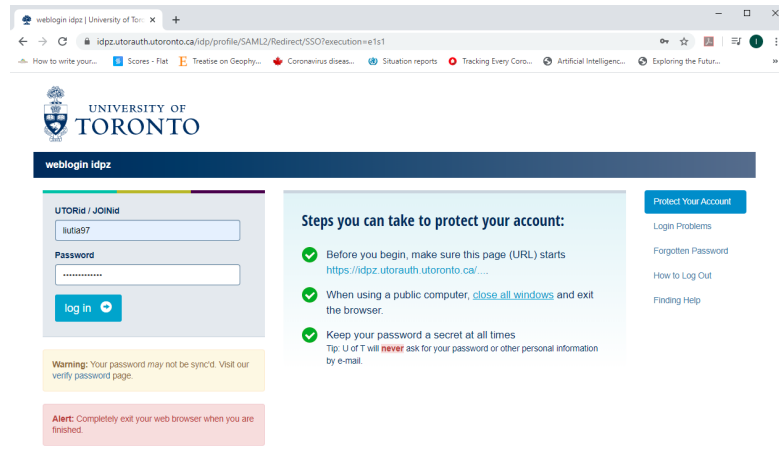 weblogin idpz | University of Toro
idpz.utorauth.utoronto.ca/idp/profile/SAML2/Redirect/SSO?execution=e1s1
How to write your... Scores - Flat Treatise on Geophy... Coronavirus diseas... Situation reports Tracking Every Coro... Artificial Intelligenc... Exploring the Futur...
UNIVERSITY OF
TORONTO
weblogin idpz
UTORid / JOINid
liutia97
Password
•••••••••••••
log in
Warning: Your password may not be sync'd. Visit our
verify password page.
Alert: Completely exit your web browser when you are
finished.
Steps you can take to protect your account:
Before you begin, make sure this page (URL) starts
https://idpz.utorauth.utoronto.ca/....
When using a public computer, close all windows and exit
the browser.
Keep your password a secret at all times
Tip: U of T will never ask for your password or other personal information
by e-mail.
Protect Your Account
Login Problems
Forgotten Password
How to Log Out
Finding Help